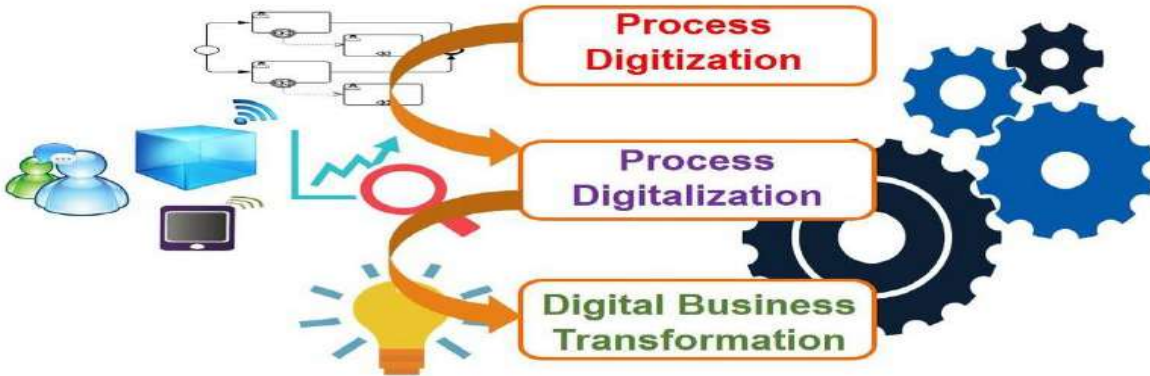 Process
Digitization
Process
Digitalization
Digital Business
Transformation